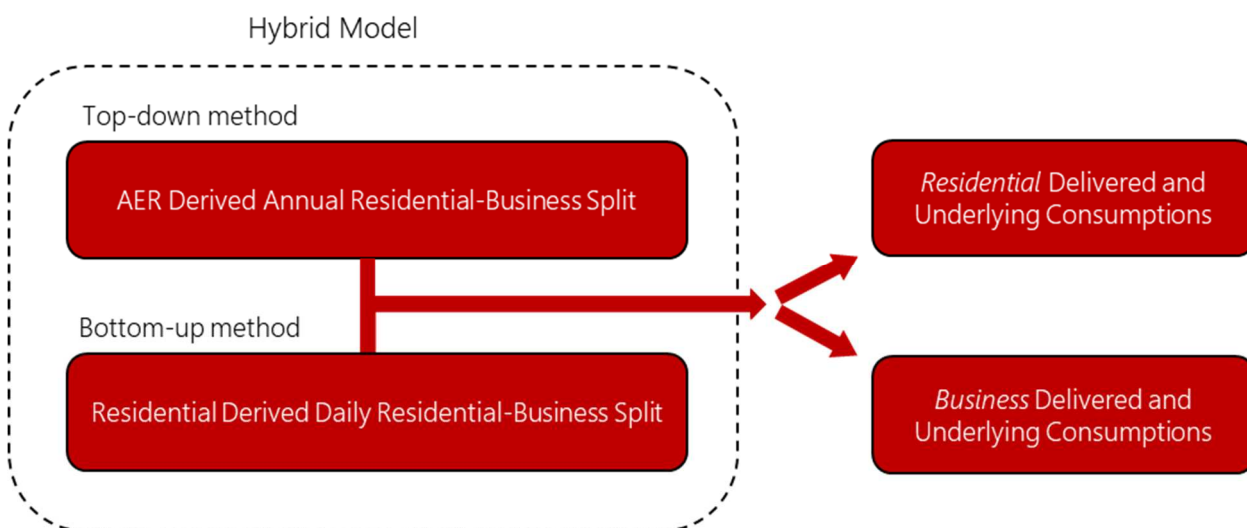 Hybrid Model
Top-down method
AER Derived Annual Residential-Business Split
Bottom-up method
Residential Derived Daily Residential-Business Split
Residential Delivered and
Underlying Consumptions
Business Delivered and
Underlying Consumptions